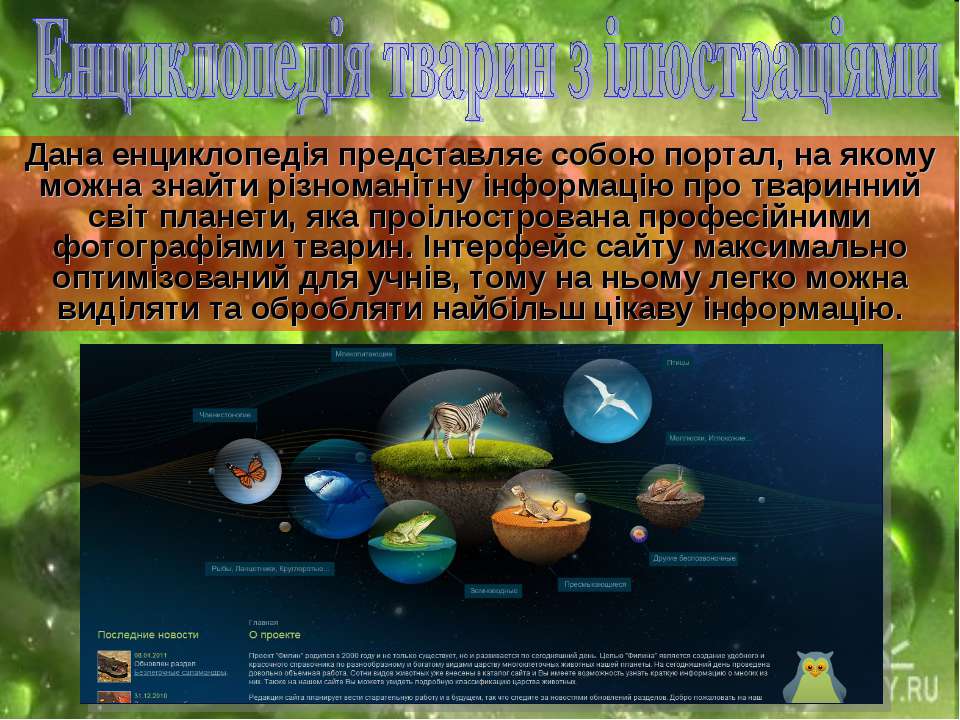 Енциклопедія тварин з ілюстраціями
Дана енциклопедія представляє собою портал, на якому
можна знайти різноманітну інформацію про тваринний
світ планети, яка проілюстрована професійними
фотографіями тварин. Інтерфейс сайту максимально
оптимізований для учнів, тому на ньому легко можна
виділяти та обробляти найбільш цікаву інформацію.
Млекопитающие
Птицы
Членистоногие
Моллюски, Иглокожие...
Другие беспозвоночные
Рыбы, Ланцетники, Круглоротые...
Пресмыкающиеся
Земноводные
Главная
Последние новости
О проекте
08.04.2011
Обновлен раздел
Безлегочные саламандры.
31.12.2010
Проект "Филин" родился в 2000 году и не только существует, но и развивается по сегодняшний день. Целью "Филина" является создание удобного и
красочного справочника по разнообразному и богатому видами царству многоклеточных животных нашей планеты. На сегодняшний день проведена
довольно объемная работа. Сотни видов животных уже внесены в каталог сайта и Вы имеете возможность узнать краткую информацию о многих из
них. Также на нашем сайте Вы можете увидеть подробную классификацию царства животных.
Редакция сайта планирует вести старательную работу и в будущем, так что следите за новостями обновлений разделов. Добро пожаловать на наш
Y.RU